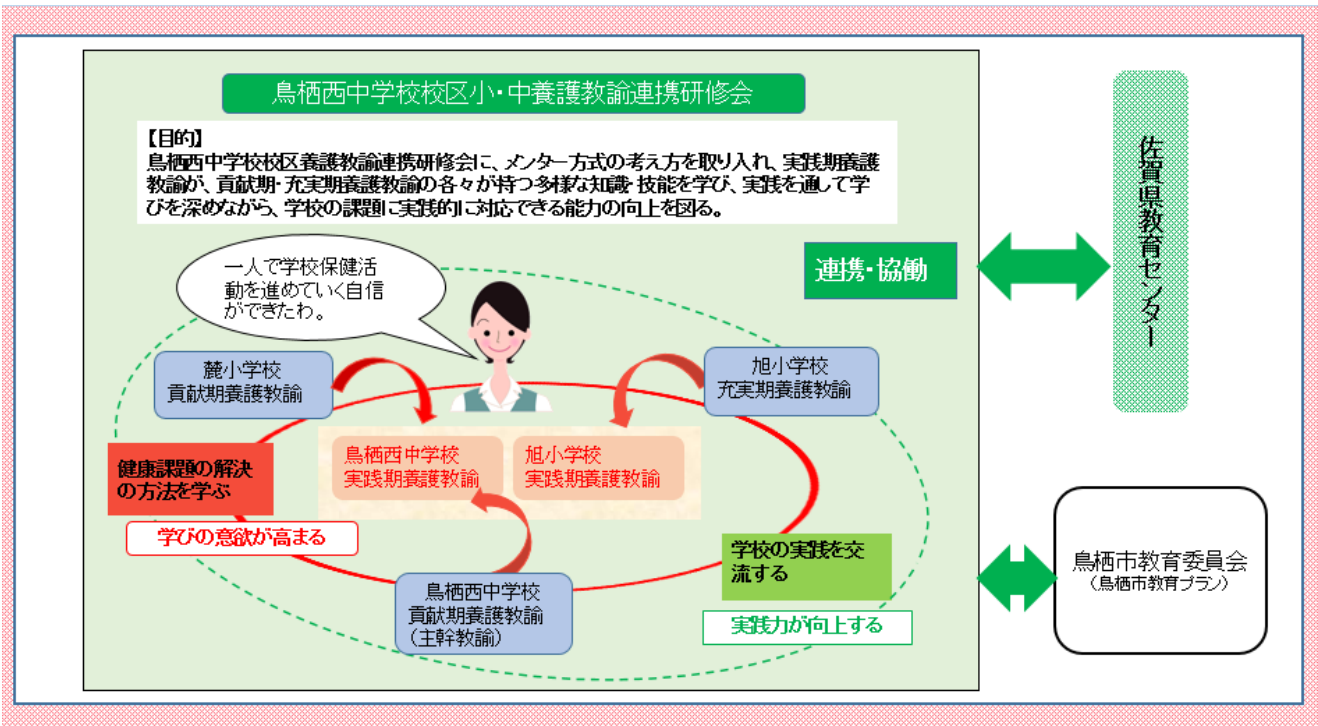 鳥栖西中学校校区小・中養護教諭連携研修会
【目的】
鳥栖西中学校校区養護教諭連携研修会に、メンター方式の考え方を取り入れ、実践期養護
教諭が、貢献期・充実期養護教諭の各々が持つ多様な知識・技能を学び、実践を通して学
びを深めながら、学校の課題に実践的に対応できる能力の向上を図る。
一人で学校保健活
動を進めていく自信
ができたわ。
連携・協働
佐賀県教育センター
麓小学校
貢献期養護教諭
旭小学校
充実期養護教諭
鳥栖西中学校
実践期養護教諭
旭小学校
実践期養護教諭
健康課題の解決
の方法を学ぶ
学びの意欲が高まる
鳥栖西中学校
貢献期養護教諭
（主幹教諭）
学校の実践を交
流する
実践力が向上する
鳥栖市教育委員会
（鳥栖市教育プラン）